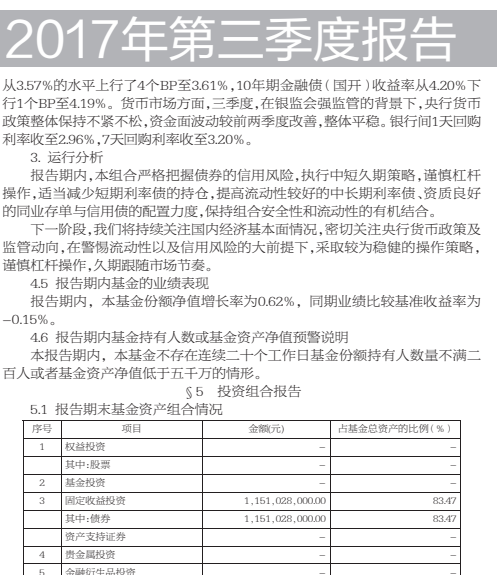 2017年第三季度报告
从3.57%的水平上行了4个BP至3.61%,10年期金融债(国开)收益率从4.20%下
行1个BP至4.19%。货币市场方面,三季度,在银监会强监管的背景下,央行货币
政策整体保持不紧不松,资金面波动较前两季度改善,整体平稳。银行间1天回购
利率收至2.96%,7天回购利率收至3.20%。
3. 运行分析
报告期内,本组合严格把握债券的信用风险,执行中短久期策略,谨慎杠杆
操作,适当减少短期利率债的持仓,提高流动性较好的中长期利率债、资质良好
的同业存单与信用债的配置力度,保持组合安全性和流动性的有机结合。
下一阶段,我们将持续关注国内经济基本面情况,密切关注央行货币政策及
监管动向,在警惕流动性以及信用风险的大前提下,采取较为稳健的操作策略,
谨慎杠杆操作,久期跟随市场节奏。
4.5 报告期内基金的业绩表现
报告期内，本基金份额净值增长率为0.62%，同期业绩比较基准收益率为
-0.15%。
4.6 报告期内基金持有人数或基金资产净值预警说明
本报告期内，本基金不存在连续二十个工作日基金份额持有人数量不满二
百人或者基金资产净值低于五千万的情形。
§5 投资组合报告
5.1 报告期末基金资产组合情况
序号 项目 金额(元) 占基金总资产的比例(%)
1 权益投资 - -
其中:股票 - -
2 基金投资 - -
3 固定收益投资 1,151,028,000.00 83.47
其中:债券 1,151,028,000.00 83.47
资产支持证券 - -
4 贵金属投资 - -
5 金融衍生品投资 - -